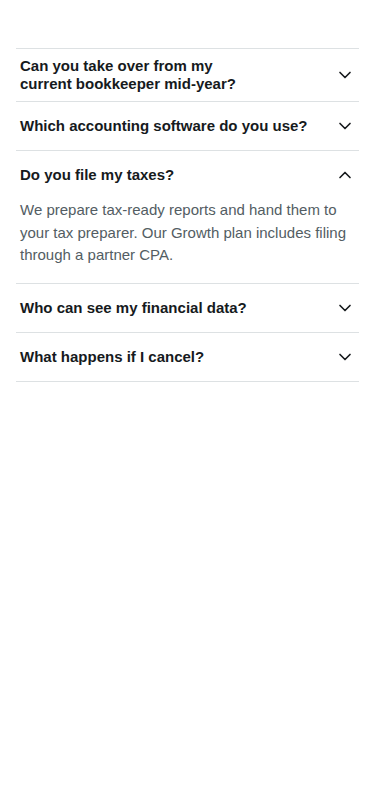 Can you take over from my
current bookkeeper mid-year?
Which accounting software do you use?
Do you file my taxes?
We prepare tax-ready reports and hand them to
your tax preparer. Our Growth plan includes filing
through a partner CPA.
Who can see my financial data?
What happens if I cancel?